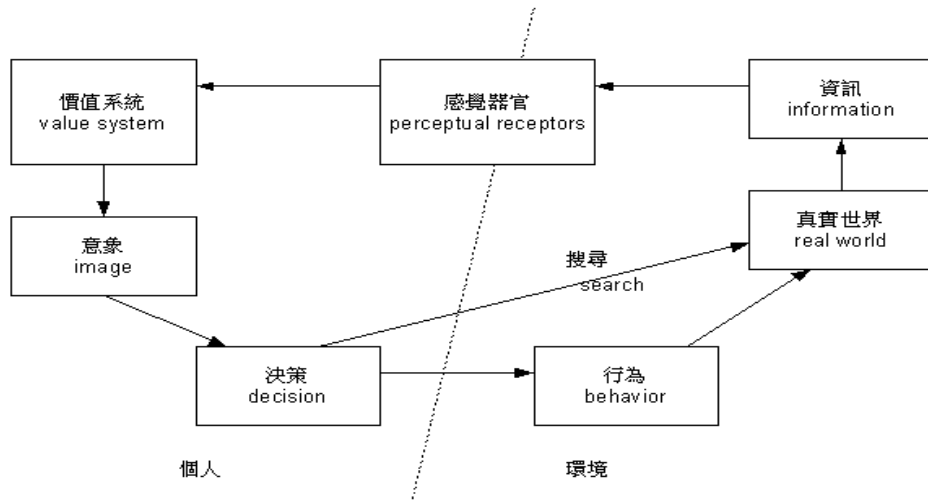 價值系統
value system
感覺器官
perceptual receptors
資訊
information
意象
image
真實世界
real world
搜尋
search
決策
decision
行為
behavior
個人
環境